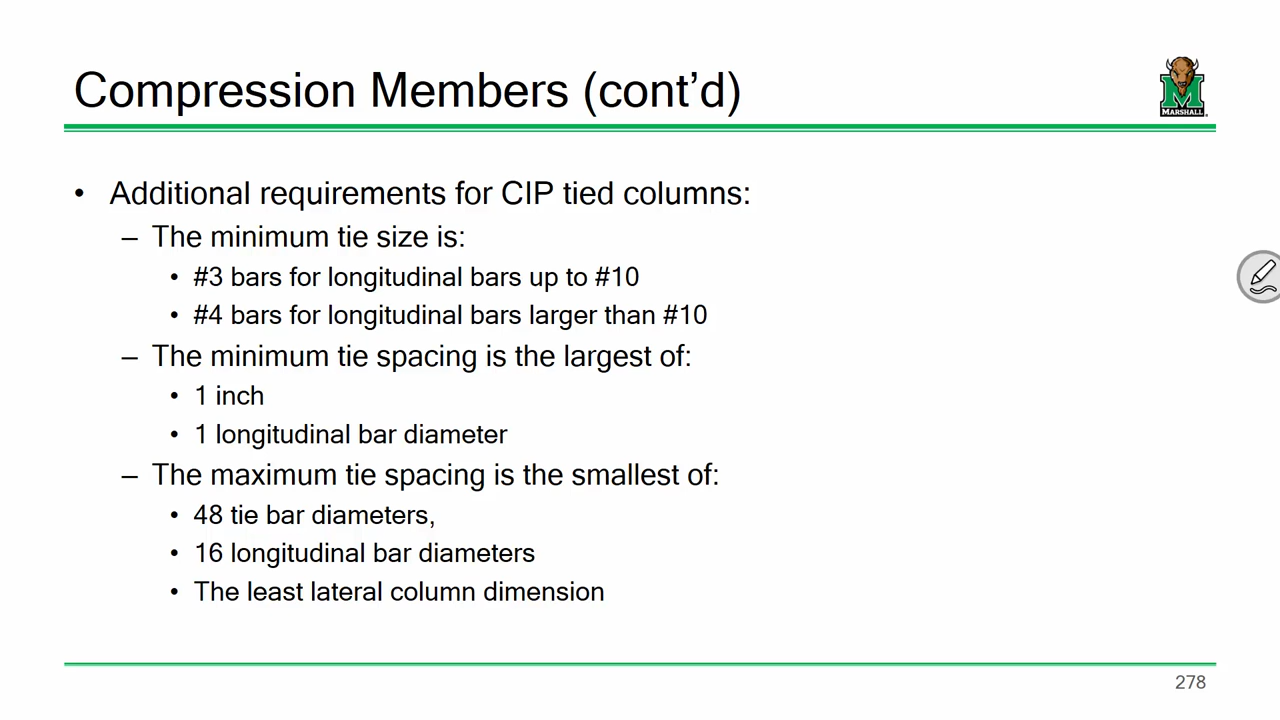 Compression Members (cont’d)
MARSHALL
• Additional requirements for CIP tied columns:
– The minimum tie size is:
• #3 bars for longitudinal bars up to #10
• #4 bars for longitudinal bars larger than #10
– The minimum tie spacing is the largest of:
• 1 inch
• 1 longitudinal bar diameter
– The maximum tie spacing is the smallest of:
• 48 tie bar diameters,
• 16 longitudinal bar diameters
• The least lateral column dimension
278